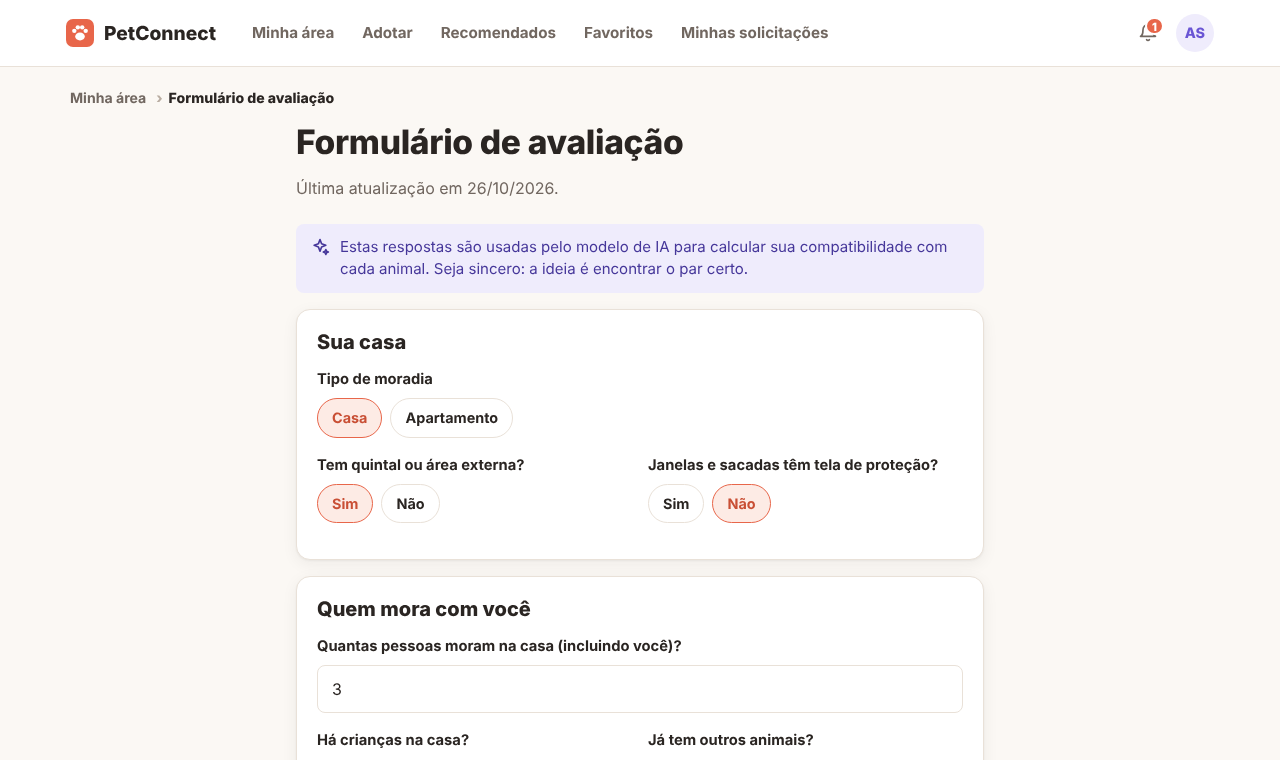 PetConnect
Minha área
Adotar
Recomendados
Favoritos
Minhas solicitações
1
AS
Minha área › Formulário de avaliação
Formulário de avaliação
Última atualização em 26/10/2026.
Estas respostas são usadas pelo modelo de IA para calcular sua compatibilidade com
cada animal. Seja sincero: a ideia é encontrar o par certo.
Sua casa
Tipo de moradia
Casa
Apartamento
Tem quintal ou área externa?
Sim
Não
Janelas e sacadas têm tela de proteção?
Sim
Não
Quem mora com você
Quantas pessoas moram na casa (incluindo você)?
3
Há crianças na casa?
Já tem outros animais?